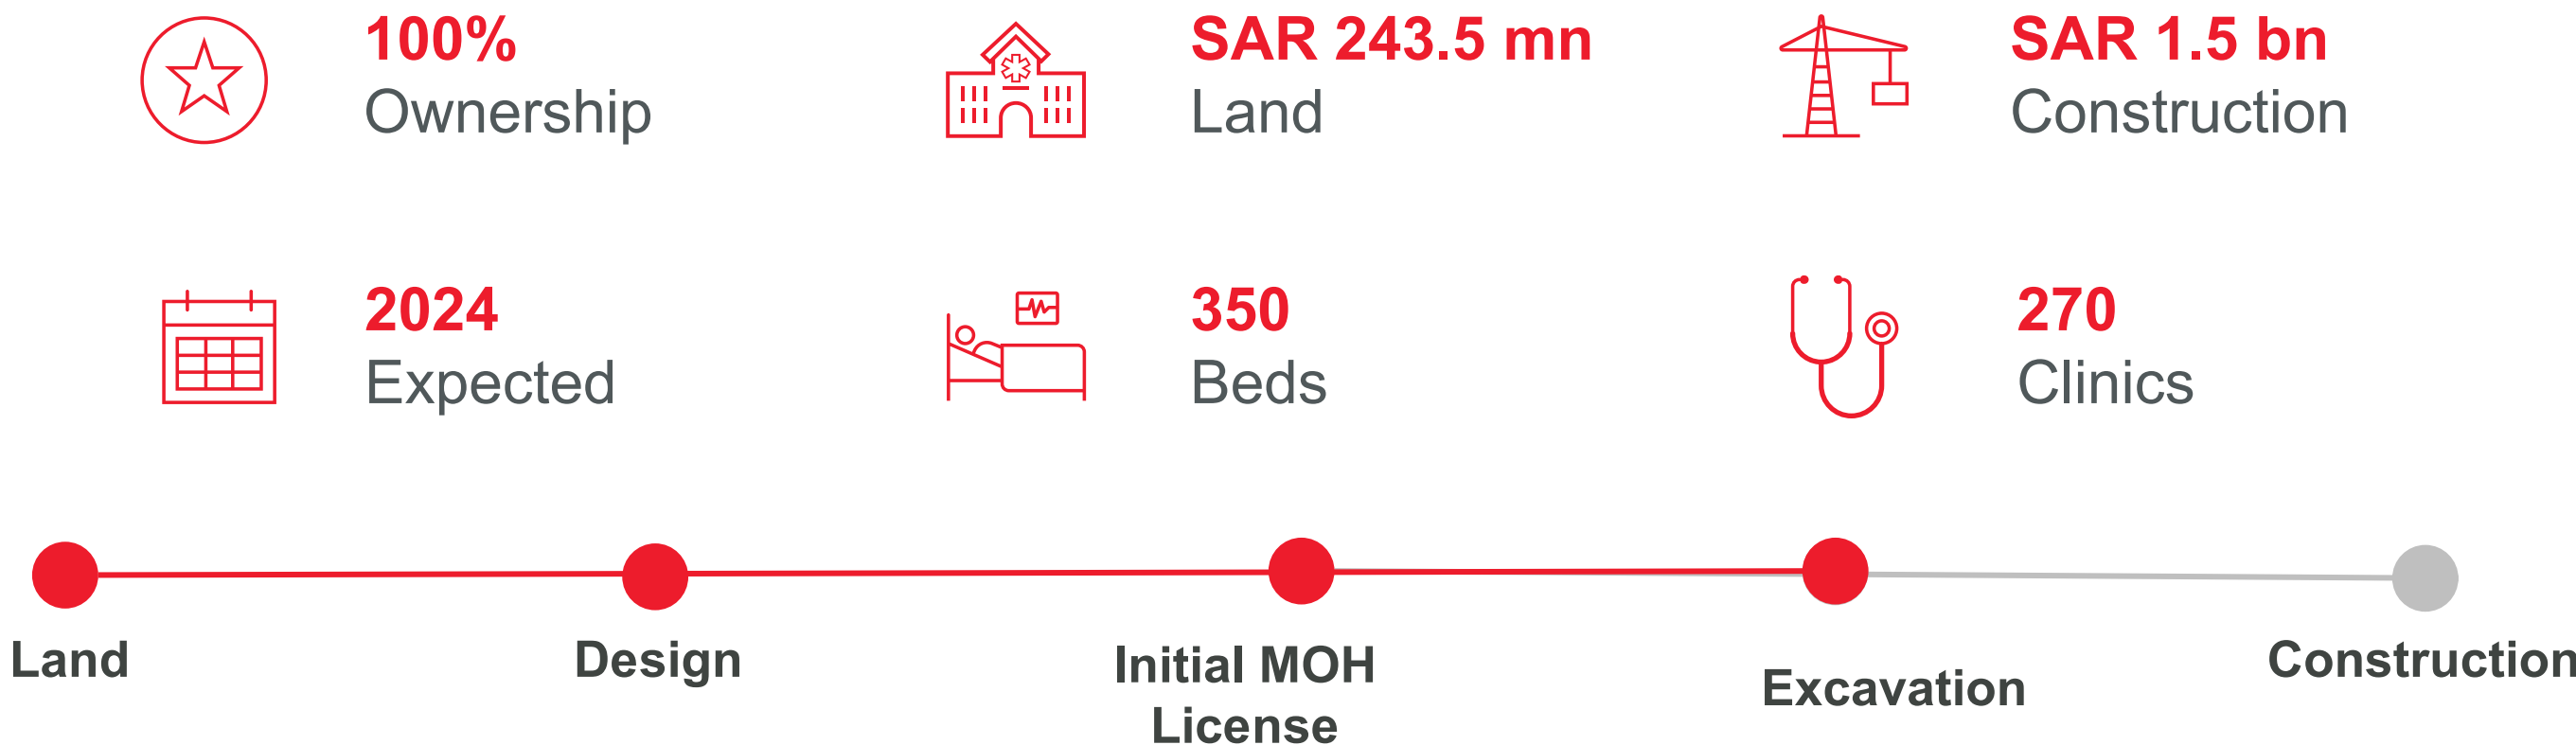 100%
Ownership
SAR 243.5 mn
Land
SAR 1.5 bn
Construction
2024
Expected
350
Beds
270
Clinics
Land
Design
Initial MOH
License
Excavation
Construction